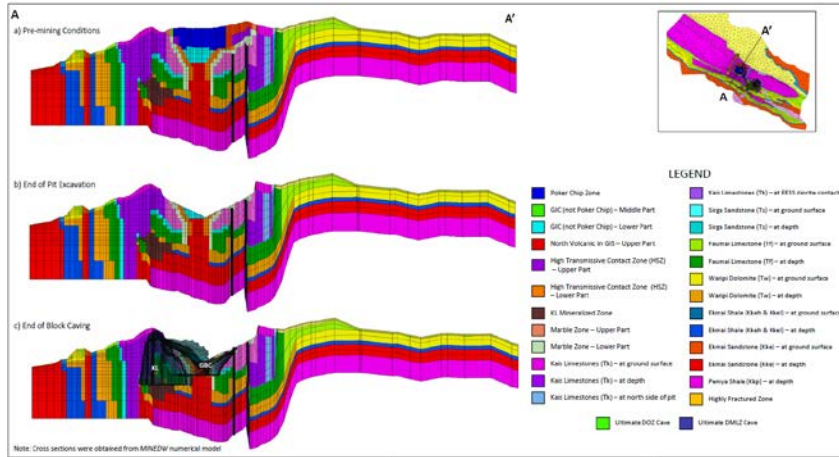 A
A'
a) Pre-mining Conditions
b) End of Pit Excavation
c) End of Block Caving
KL
GBC
Note: Cross sections were obtained from MINEDW numerical model
A'
A
LEGEND
Poker Chip Zone
GIC (not Poker Chip) – Middle Part
GIC (not Poker Chip) – Lower Part
North Volcanic in GIS – Upper Part
High Transmissive Contact Zone (HSZ)
– Upper Part
High Transmissive Contact Zone (HSZ)
– Lower Part
KL Mineralized Zone
Marble Zone – Upper Part
Marble Zone – Lower Part
Kais Limestones (Tk) – at ground surface
Kais Limestones (Tk) – at depth
Kais Limestones (Tk) – at north side of pit
Kais Limestones (Tk) – at contact
Sirga Sandstone (Ts) – at ground surface
Sirga Sandstone (Ts) – at depth
Faumai Limestone (Tf) – at ground surface
Faumai Limestone (Tf) – at depth
Waripi Dolomite (Tw) – at ground surface
Waripi Dolomite (Tw) – at depth
Ekmai Shale (Kkeh & Kkel) – at ground surface
Ekmai Shale (Kkeh & Kkel) – at depth
Ekmai Sandstone (Kke) – at ground surface
Ekmai Sandstone (Kke) – at depth
Piniya Shale (Kkp) – at depth
Highly Fractured Zone
Ultimate DOZ Cave
Ultimate DMLZ Cave